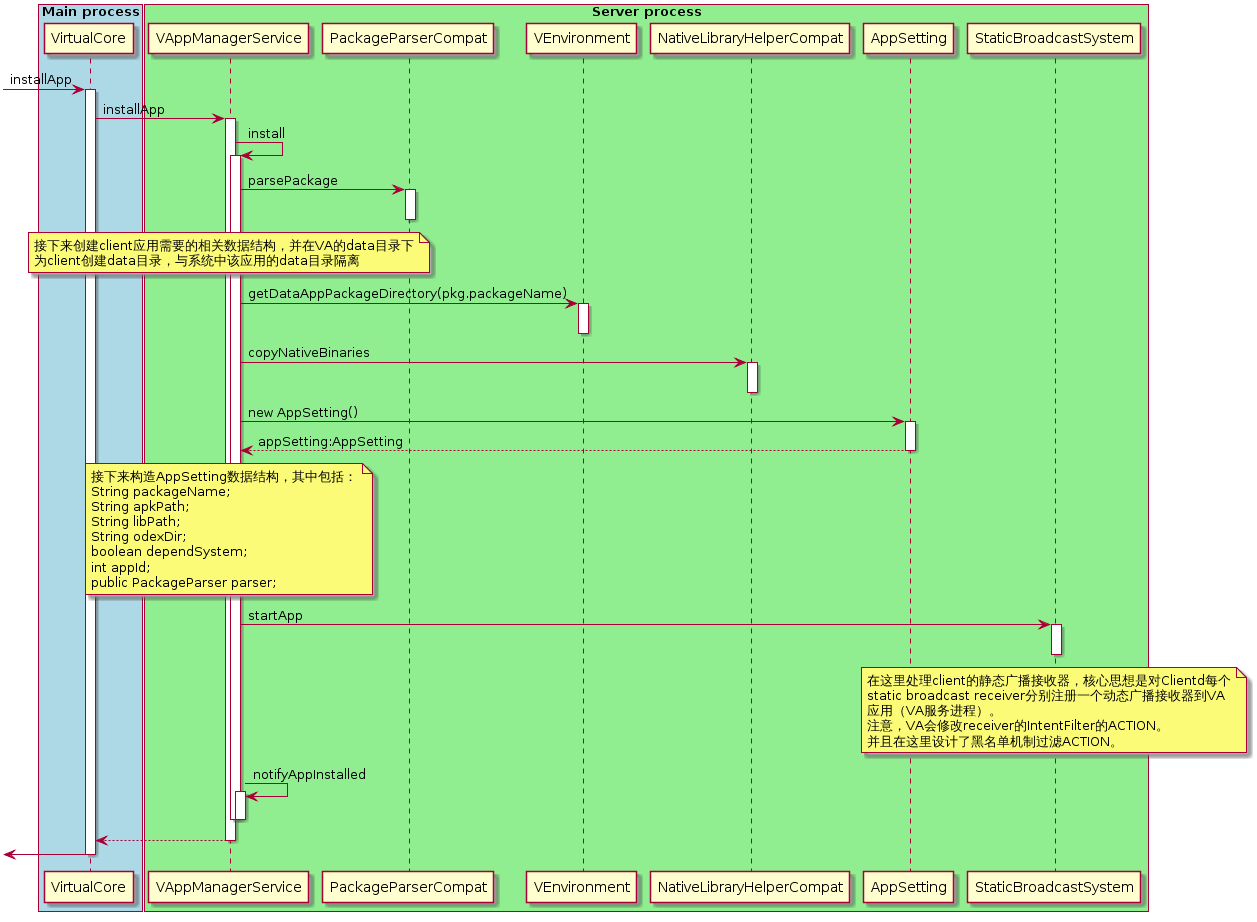 Main process
Server process
VirtualCore
VAppManagerService
PackageParserCompat
VEnvironment
NativeLibraryHelperCompat
AppSetting
StaticBroadcastSystem
installApp
installApp
install
parsePackage
接下来创建client应用需要的相关数据结构，并在VA的data目录下
为client创建data目录，与系统中该应用的data目录隔离
getDataAppPackageDirectory(pkg.packageName)
copyNativeBinaries
new AppSetting()
appSetting:AppSetting
接下来构造AppSetting数据结构，其中包括：
String packageName;
String apkPath;
String libPath;
String odexDir;
boolean dependSystem;
int appId;
public PackageParser parser;
startApp
在这里处理client的静态广播接收器，核心思想是对Clientd每个
static broadcast receiver分别注册一个动态广播接收器到VA
应用（VA服务进程）。
注意，VA会修改receiver的IntentFilter的ACTION。
并且在这里设计了黑名单机制过滤ACTION。
notifyAppInstalled
VirtualCore
VAppManagerService
PackageParserCompat
VEnvironment
NativeLibraryHelperCompat
AppSetting
StaticBroadcastSystem